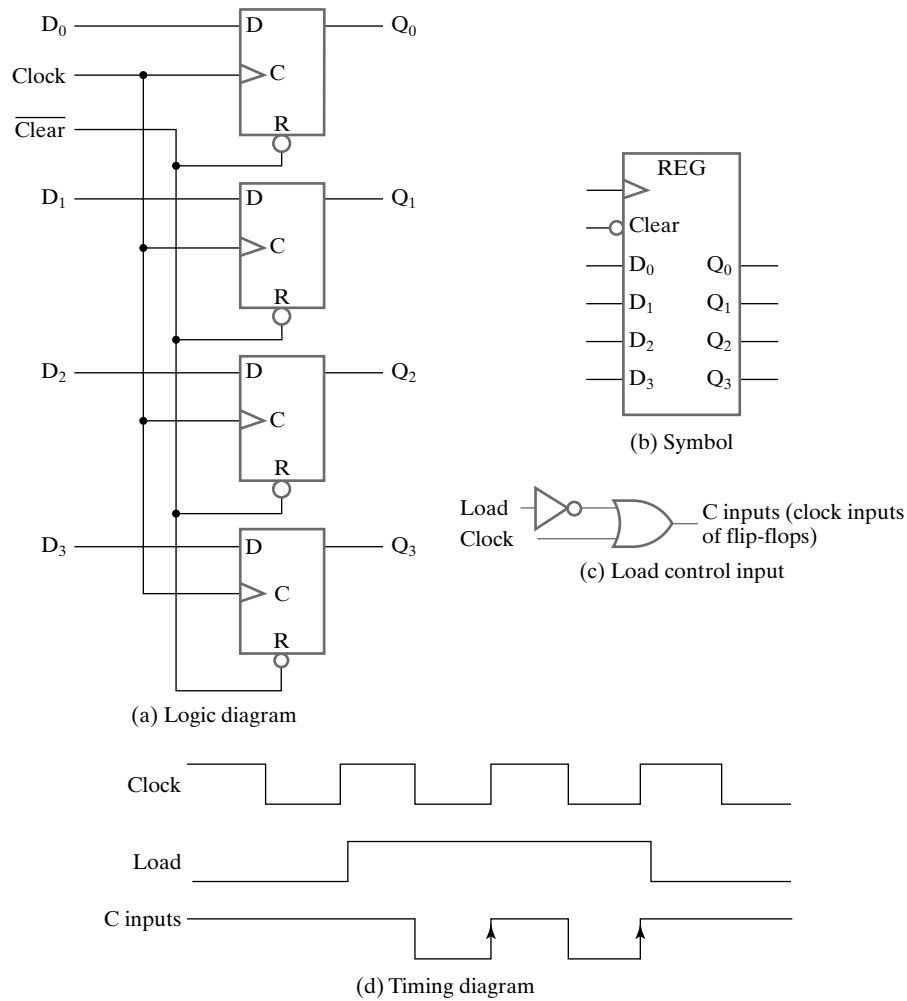 D₀ D Q₀
Clock C
C̅l̅e̅a̅r̅ R
D₁ D Q₁
C
R
D₂ D Q₂
C
R
D₃ D Q₃
C
R
(a) Logic diagram
REG
Clear
D₀ Q₀
D₁ Q₁
D₂ Q₂
D₃ Q₃
(b) Symbol
Load
Clock
C inputs (clock inputs
of flip-flops)
(c) Load control input
Clock
Load
C inputs
(d) Timing diagram